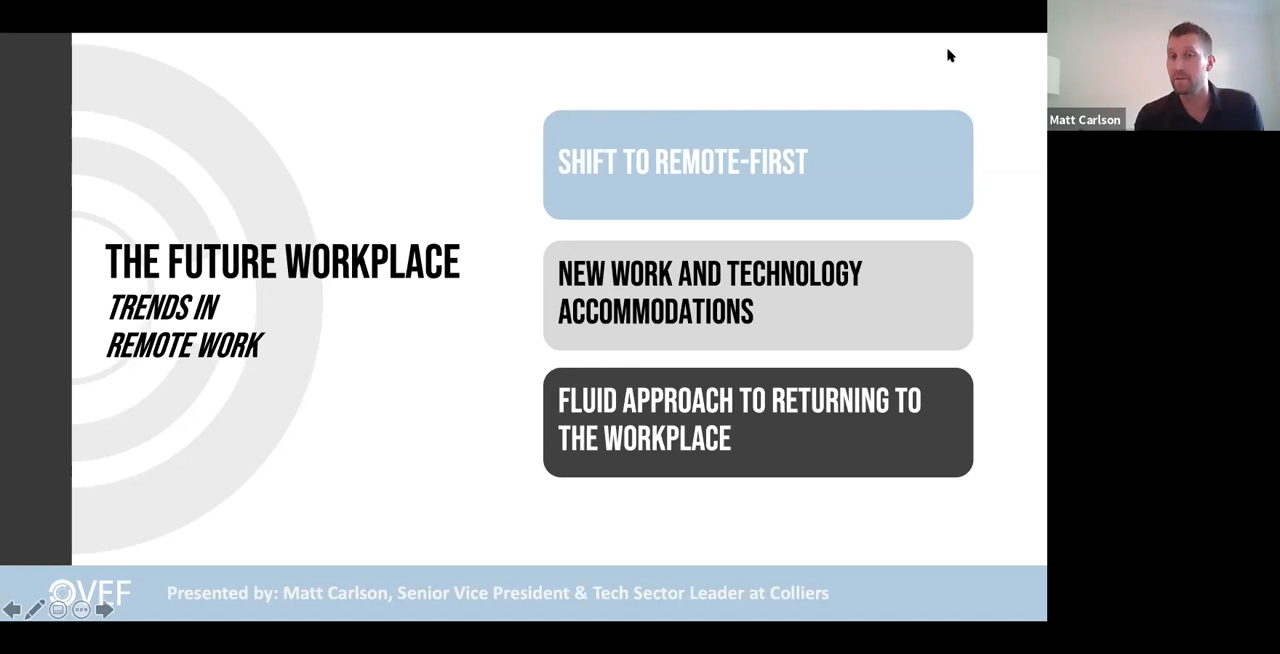 THE FUTURE WORKPLACE
TRENDS IN
REMOTE WORK
SHIFT TO REMOTE-FIRST
NEW WORK AND TECHNOLOGY
ACCOMMODATIONS
FLUID APPROACH TO RETURNING TO
THE WORKPLACE
Matt Carlson
VEF
Presented by: Matt Carlson, Senior Vice President & Tech Sector Leader at Colliers